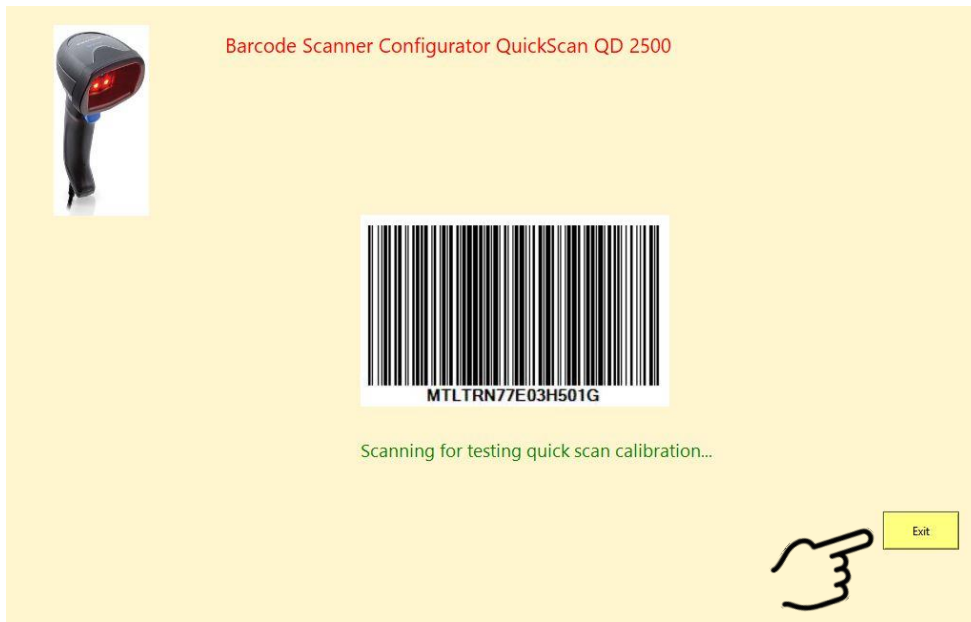 Barcode Scanner Configurator QuickScan QD 2500
MTLTRN77E03H501G
Scanning for testing quick scan calibration...
Exit